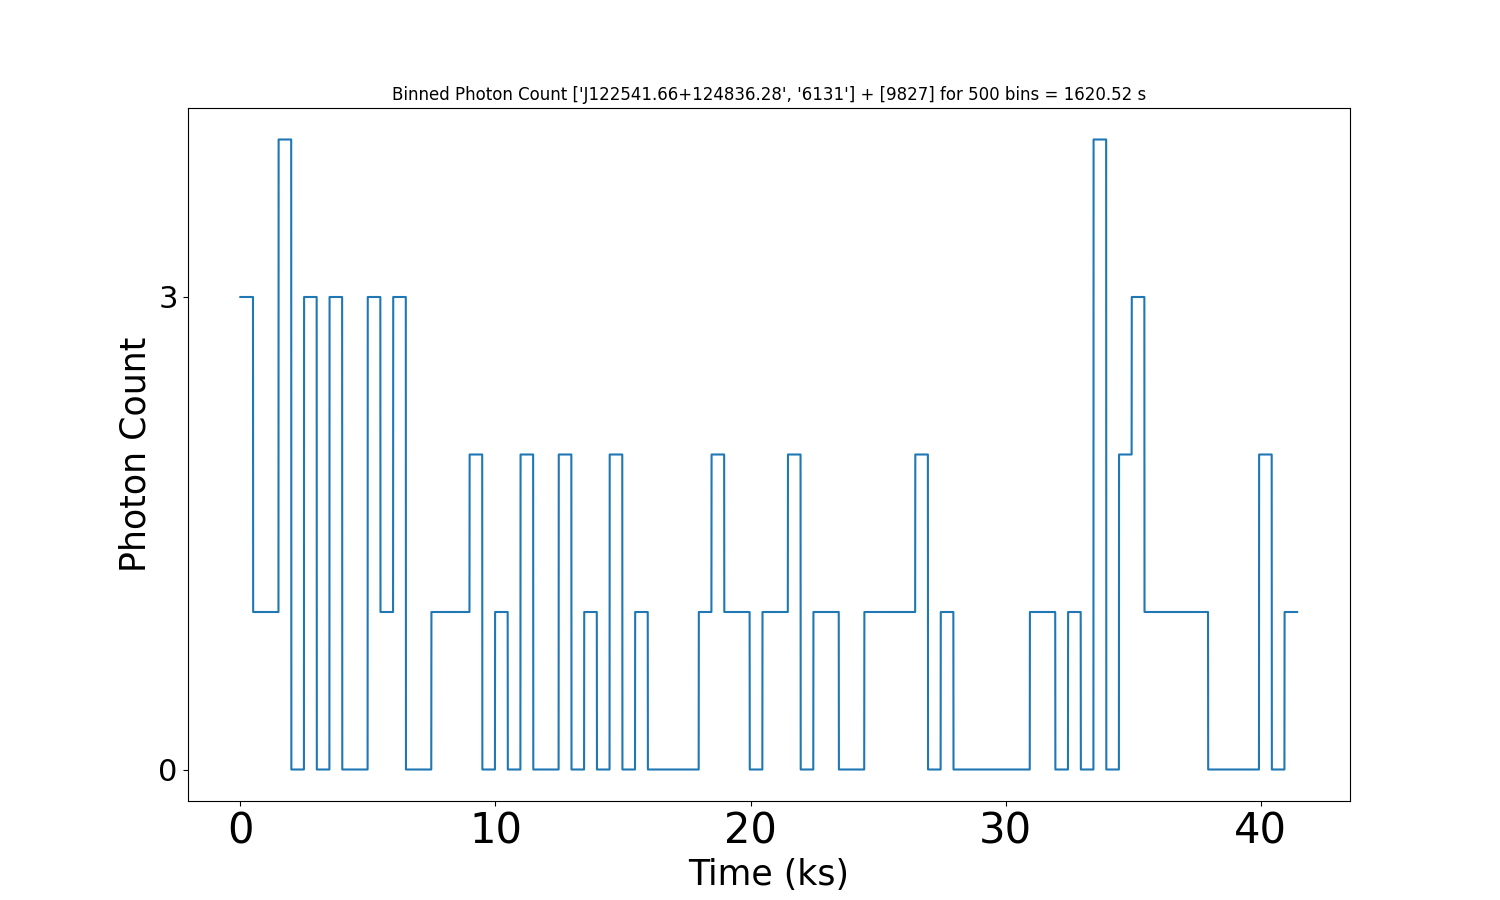 Binned Photon Count ['J122541.66+124836.28', '6131'] + [9827] for 500 bins = 1620.52 s
Photon Count
3
0
0 10 20 30 40
Time (ks)